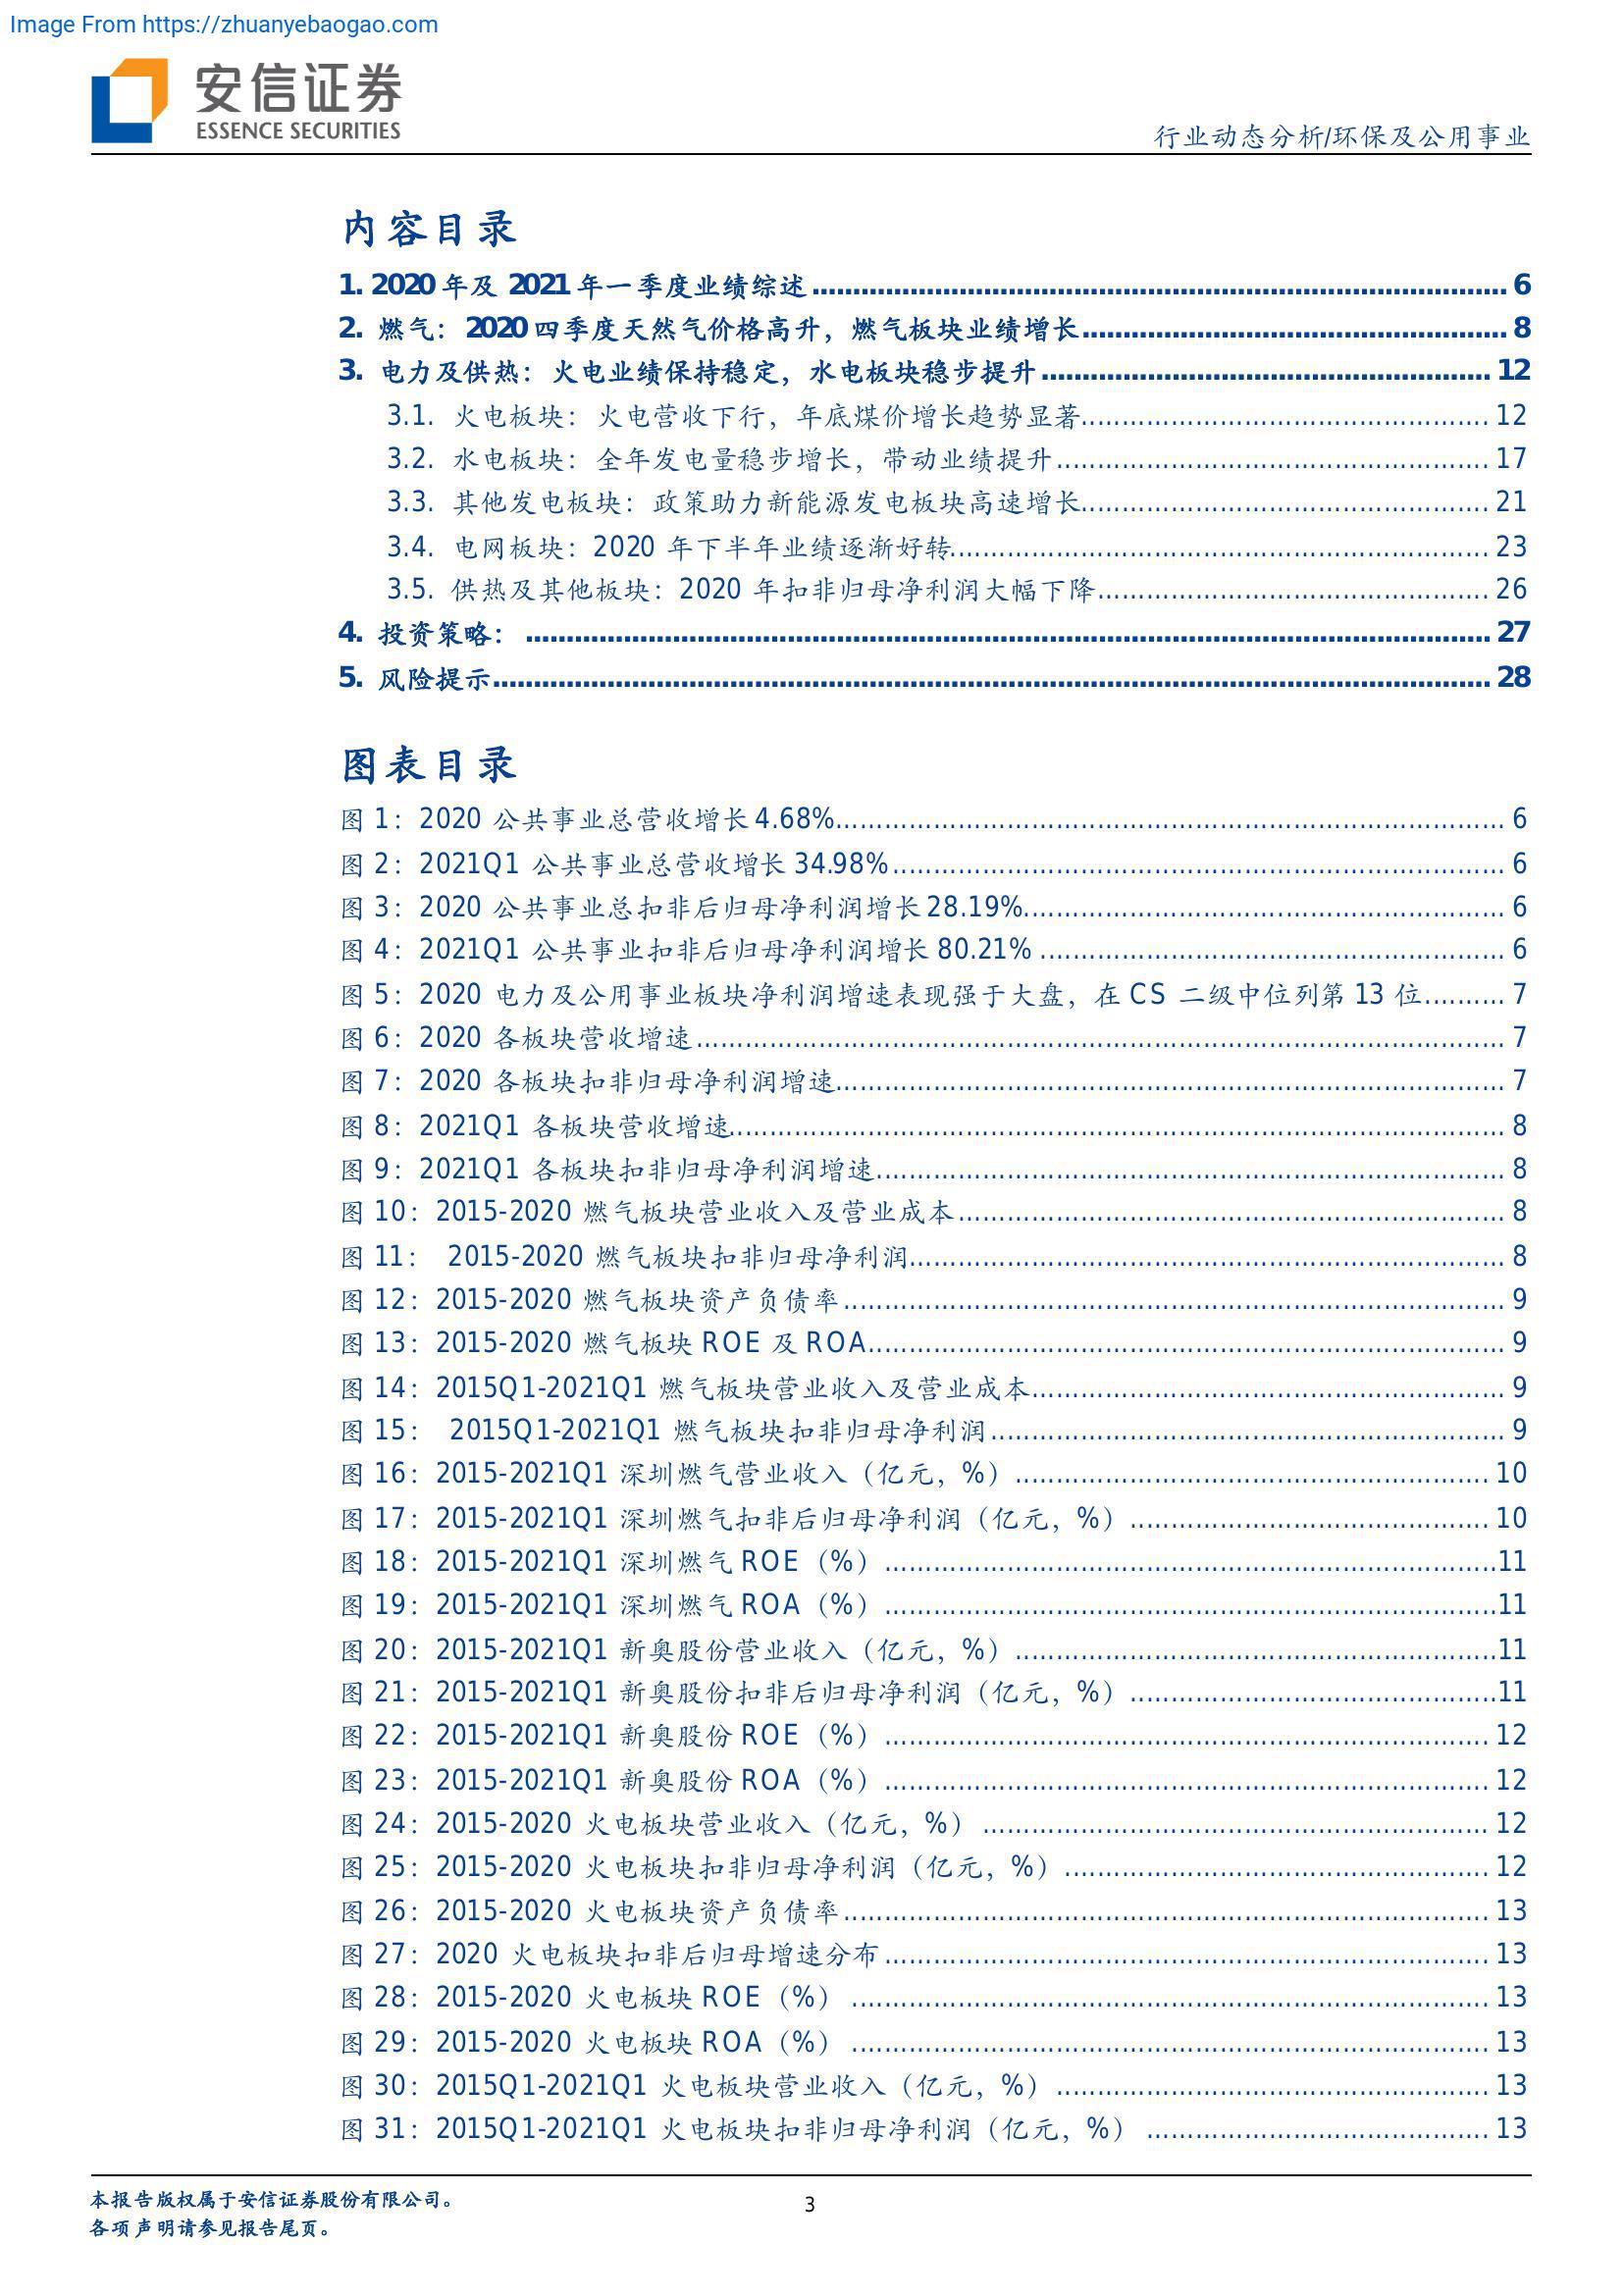 Image From https://zhuanyebaogao.com
安信证券
ESSENCE SECURITIES
行业动态分析/环保及公用事业
内容目录
1. 2020 年及 2021 年一季度业绩综述 6
2. 燃气：2020 四季度天然气价格高升，燃气板块业绩增长 8
3. 电力及供热：火电业绩保持稳定，水电板块稳步提升 12
3.1. 火电板块：火电营收下行，年底煤价增长趋势显著 12
3.2. 水电板块：全年发电量稳步增长，带动业绩提升 17
3.3. 其他发电板块：政策助力新能源发电板块高速增长 21
3.4. 电网板块：2020 年下半年业绩逐渐好转 23
3.5. 供热及其他板块：2020 年扣非归母净利润大幅下降 26
4. 投资策略： 27
5. 风险提示 28
图表目录
图 1：2020 公共事业总营收增长 4.68% 6
图 2：2021Q1 公共事业总营收增长 34.98% 6
图 3：2020 公共事业总扣非后归母净利润增长 28.19% 6
图 4：2021Q1 公共事业扣非后归母净利润增长 80.21% 6
图 5：2020 电力及公用事业板块净利润增速表现强于大盘，在 CS 二级中位列第 13 位 7
图 6：2020 各板块营收增速 7
图 7：2020 各板块扣非归母净利润增速 7
图 8：2021Q1 各板块营收增速 8
图 9：2021Q1 各板块扣非归母净利润增速 8
图 10：2015-2020 燃气板块营业收入及营业成本 8
图 11： 2015-2020 燃气板块扣非归母净利润 8
图 12：2015-2020 燃气板块资产负债率 9
图 13：2015-2020 燃气板块 ROE 及 ROA 9
图 14：2015Q1-2021Q1 燃气板块营业收入及营业成本 9
图 15： 2015Q1-2021Q1 燃气板块扣非归母净利润 9
图 16：2015-2021Q1 深圳燃气营业收入（亿元，%） 10
图 17：2015-2021Q1 深圳燃气扣非后归母净利润（亿元，%） 10
图 18：2015-2021Q1 深圳燃气 ROE（%） 11
图 19：2015-2021Q1 深圳燃气 ROA（%） 11
图 20：2015-2021Q1 新奥股份营业收入（亿元，%） 11
图 21：2015-2021Q1 新奥股份扣非后归母净利润（亿元，%） 11
图 22：2015-2021Q1 新奥股份 ROE（%） 12
图 23：2015-2021Q1 新奥股份 ROA（%） 12
图 24：2015-2020 火电板块营业收入（亿元，%） 12
图 25：2015-2020 火电板块扣非归母净利润（亿元，%） 12
图 26：2015-2020 火电板块资产负债率 13
图 27：2020 火电板块扣非后归母增速分布 13
图 28：2015-2020 火电板块 ROE（%） 13
图 29：2015-2020 火电板块 ROA（%） 13
图 30：2015Q1-2021Q1 火电板块营业收入（亿元，%） 13
图 31：2015Q1-2021Q1 火电板块扣非归母净利润（亿元，%） 13
本报告版权属于安信证券股份有限公司。
各项声明请参见报告尾页。
3